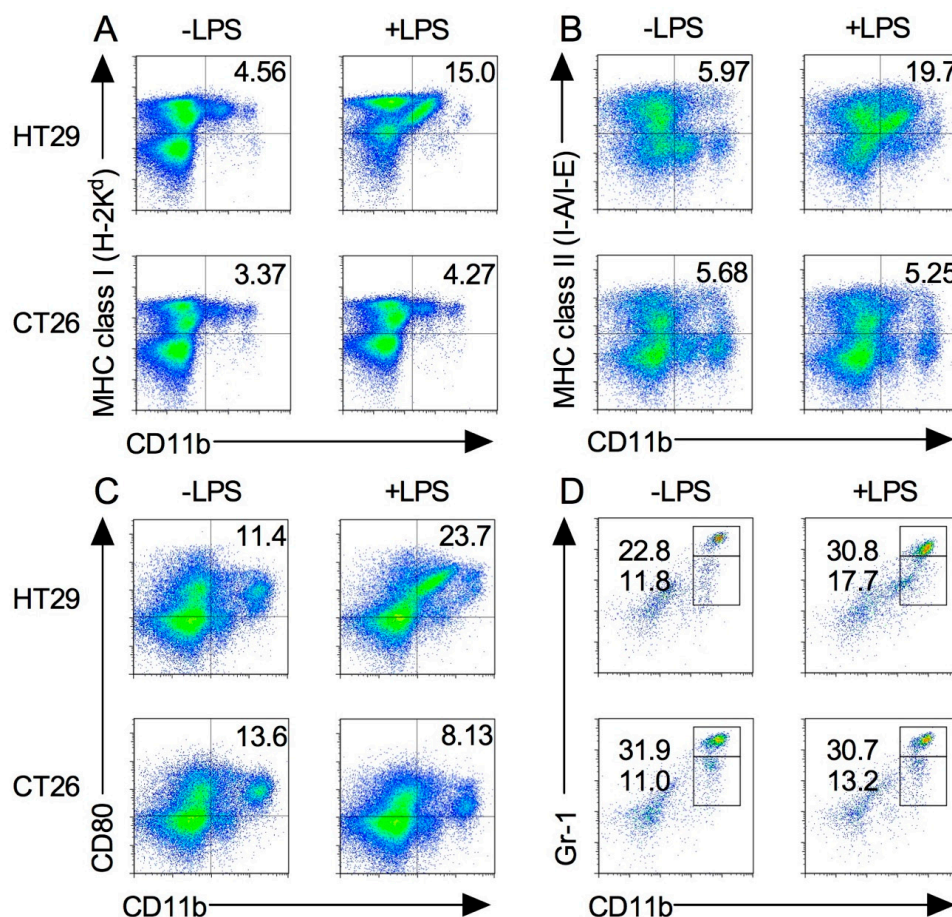 A
-LPS
+LPS
B
-LPS
+LPS
HT29
4.56
15.0
5.97
19.7
CT26
3.37
4.27
5.68
5.25
MHC class I (H-2Kᵈ)
MHC class II (I-A/I-E)
CD11b
CD11b
C
-LPS
+LPS
D
-LPS
+LPS
HT29
11.4
23.7
22.8
11.8
30.8
17.7
CT26
13.6
8.13
31.9
11.0
30.7
13.2
CD80
Gr-1
CD11b
CD11b